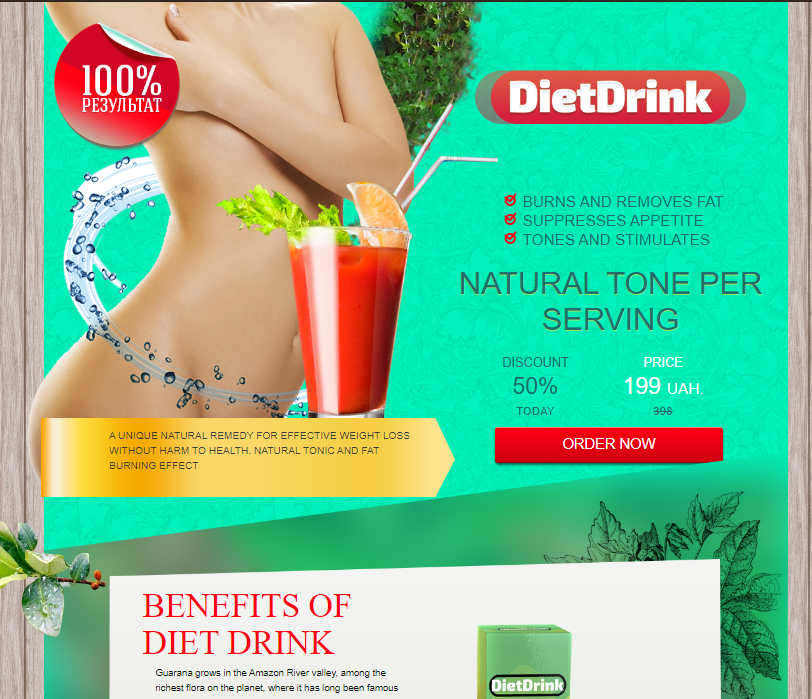 100%
РЕЗУЛЬТАТ
DietDrink
BURNS AND REMOVES FAT
SUPPRESSES APPETITE
TONES AND STIMULATES
NATURAL TONE PER
SERVING
DISCOUNT
50%
TODAY
PRICE
199 UAH.
398
ORDER NOW
A UNIQUE NATURAL REMEDY FOR EFFECTIVE WEIGHT LOSS
WITHOUT HARM TO HEALTH. NATURAL TONIC AND FAT
BURNING EFFECT
BENEFITS OF
DIET DRINK
Guarana grows in the Amazon River valley, among the
richest flora on the planet, where it has long been famous
DietDrink